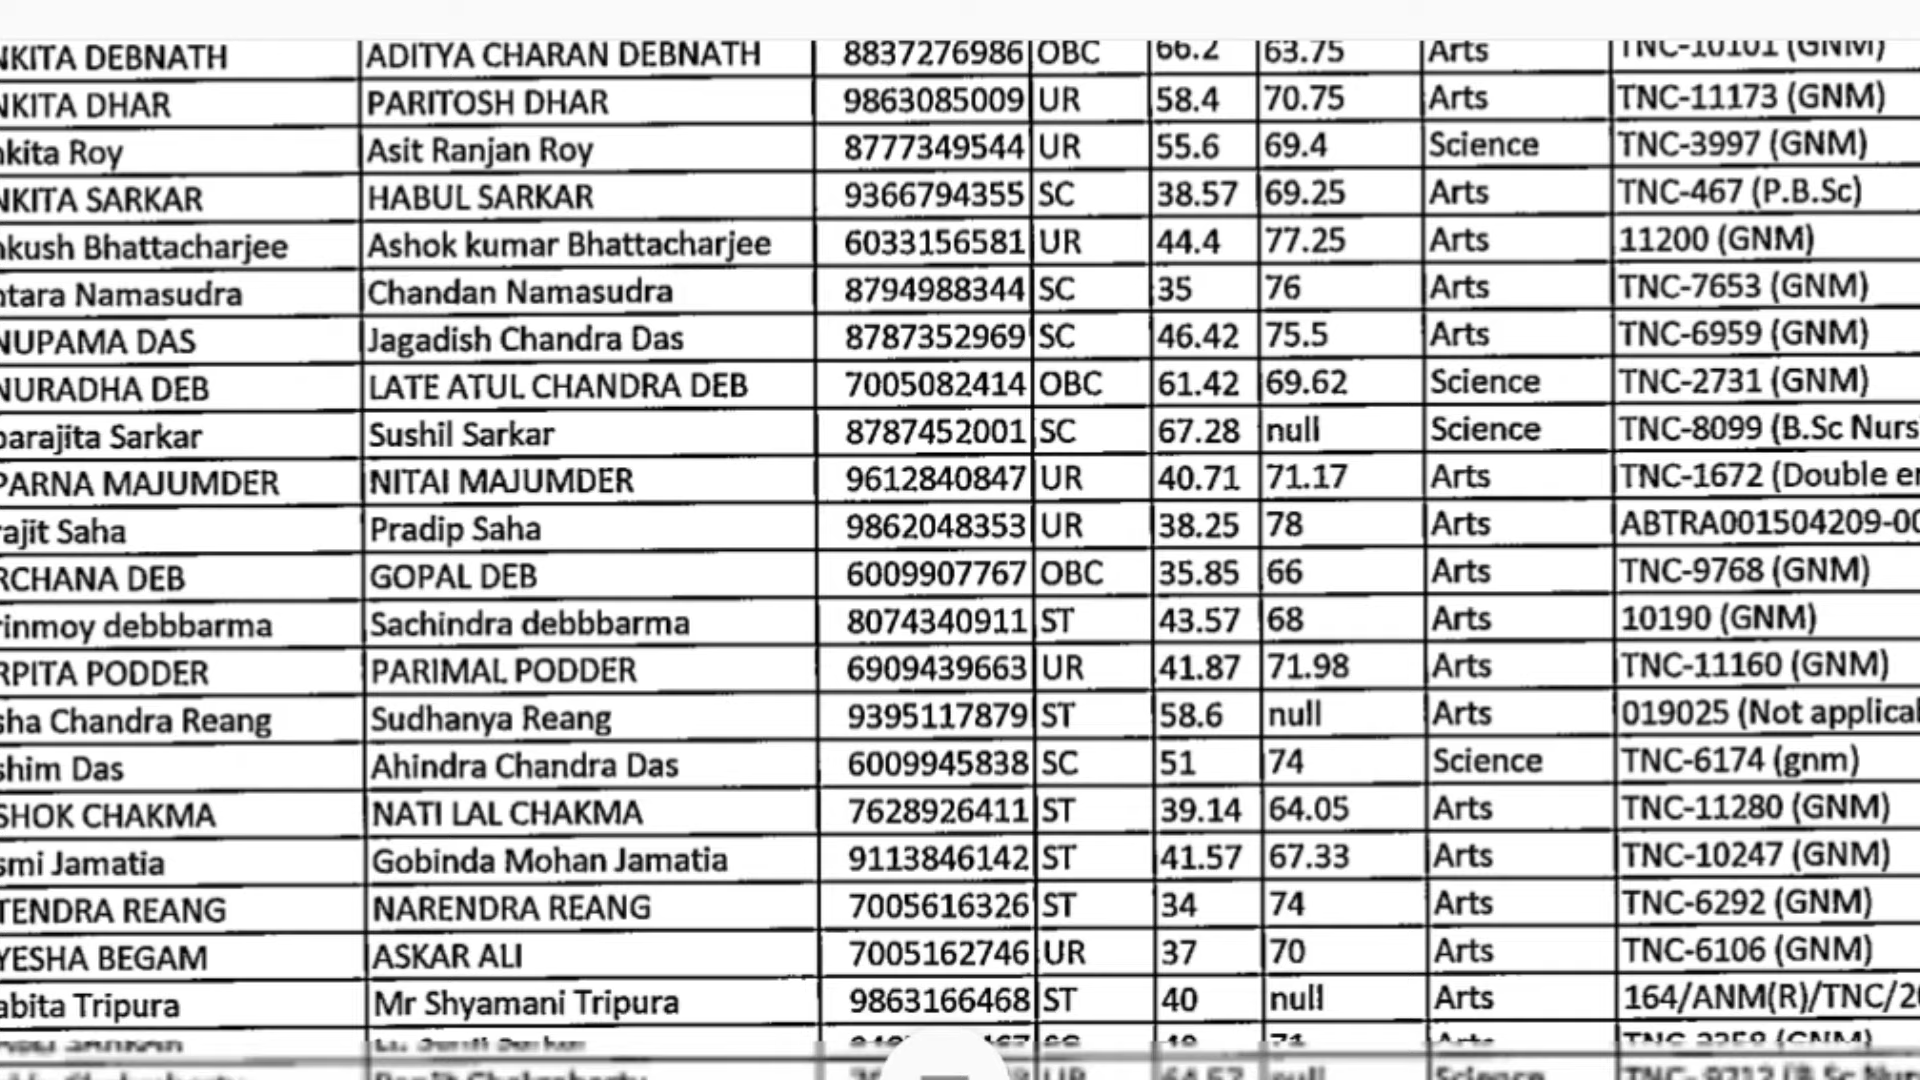 NKITA DEBNATH ADITYA CHARAN DEBNATH 8837276986 OBC 66.2 63.75 Arts TNC-10101 (GNM)
NKITA DHAR PARITOSH DHAR 9863085009 UR 58.4 70.75 Arts TNC-11173 (GNM)
nkita Roy Asit Ranjan Roy 8777349544 UR 55.6 69.4 Science TNC-3997 (GNM)
NKITA SARKAR HABUL SARKAR 9366794355 SC 38.57 69.25 Arts TNC-467 (P.B.Sc)
nkush Bhattacharjee Ashok kumar Bhattacharjee 6033156581 UR 44.4 77.25 Arts 11200 (GNM)
ntara Namasudra Chandan Namasudra 8794988344 SC 35 76 Arts TNC-7653 (GNM)
NUPAMA DAS Jagadish Chandra Das 8787352969 SC 46.42 75.5 Arts TNC-6959 (GNM)
NURADHA DEB LATE ATUL CHANDRA DEB 7005082414 OBC 61.42 69.62 Science TNC-2731 (GNM)
parajita Sarkar Sushil Sarkar 8787452001 SC 67.28 null Science TNC-8099 (B.Sc Nurs
PARNA MAJUMDER NITAI MAJUMDER 9612840847 UR 40.71 71.17 Arts TNC-1672 (Double en
rajit Saha Pradip Saha 9862048353 UR 38.25 78 Arts ABTRA001504209-00
RCHANA DEB GOPAL DEB 6009907767 OBC 35.85 66 Arts TNC-9768 (GNM)
rinmoy debbbarma Sachindra debbbarma 8074340911 ST 43.57 68 Arts 10190 (GNM)
RPITA PODDER PARIMAL PODDER 6909439663 UR 41.87 71.98 Arts TNC-11160 (GNM)
sha Chandra Reang Sudhanya Reang 9395117879 ST 58.6 null Arts 019025 (Not applical
shim Das Ahindra Chandra Das 6009945838 SC 51 74 Science TNC-6174 (gnm)
SHOK CHAKMA NATI LAL CHAKMA 7628926411 ST 39.14 64.05 Arts TNC-11280 (GNM)
smi Jamatia Gobinda Mohan Jamatia 9113846142 ST 41.57 67.33 Arts TNC-10247 (GNM)
TENDRA REANG NARENDRA REANG 7005616326 ST 34 74 Arts TNC-6292 (GNM)
YESHA BEGAM ASKAR ALI 7005162746 UR 37 70 Arts TNC-6106 (GNM)
abita Tripura Mr Shyamani Tripura 9863166468 ST 40 null Arts 164/ANM(R)/TNC/20
71 Arts (GNM)
UR Science